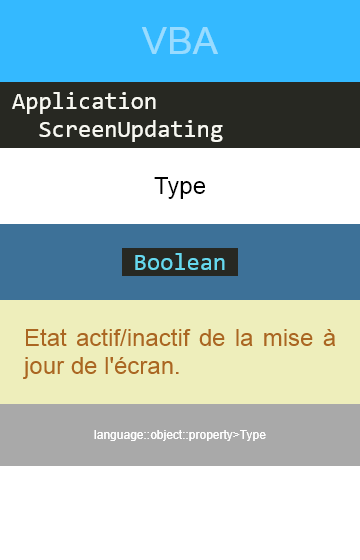 VBA
Application
ScreenUpdating
Type
Boolean
Etat actif/inactif de la mise à
jour de l'écran.
language::object::property>Type